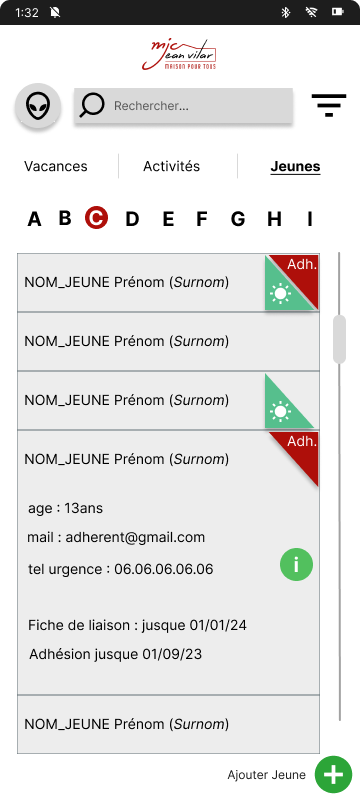 1:32
mjc
Jean vilar
MAISON POUR TOUS
Rechercher...
Vacances
Activités
Jeunes
A B C D E F G H I
Adh.
NOM_JEUNE Prénom (Surnom)
NOM_JEUNE Prénom (Surnom)
NOM_JEUNE Prénom (Surnom)
Adh.
NOM_JEUNE Prénom (Surnom)
age : 13ans
mail : adherent@gmail.com
tel urgence : 06.06.06.06.06
i
Fiche de liaison : jusque 01/01/24
Adhésion jusque 01/09/23
NOM_JEUNE Prénom (Surnom)
Ajouter Jeune